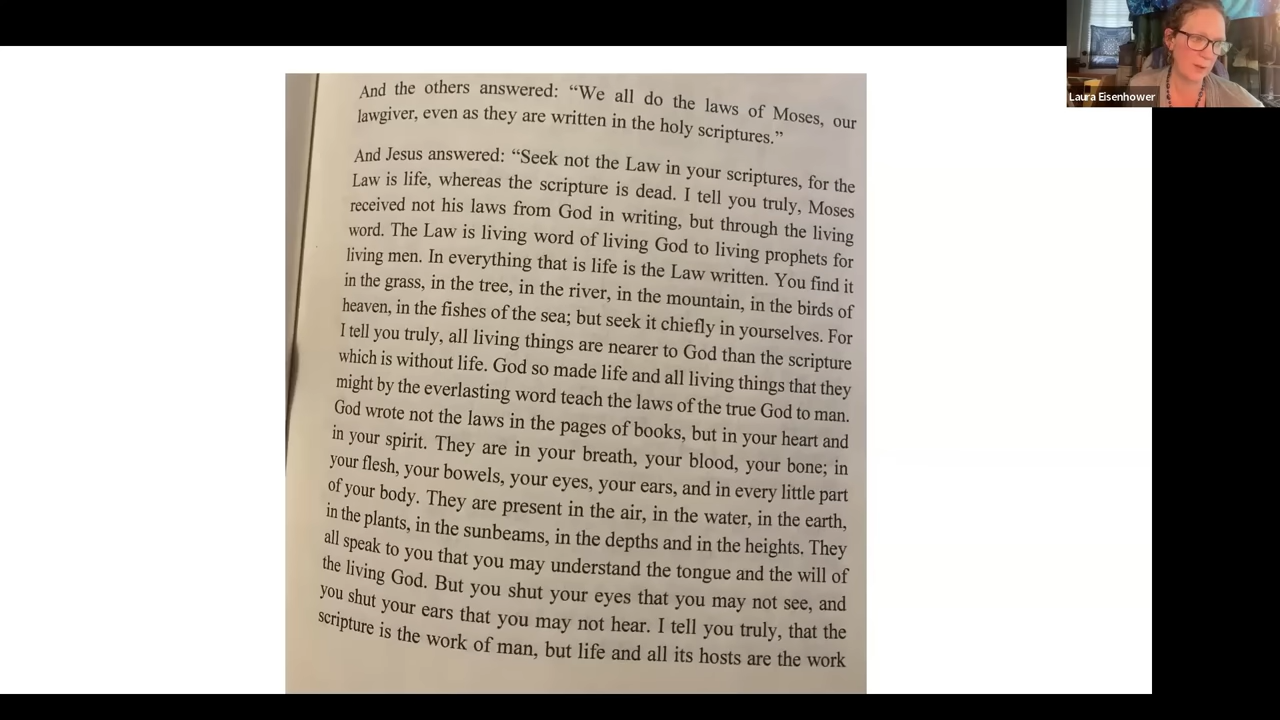 And the others answered: “We all do the laws of Moses, our
lawgiver, even as they are written in the holy scriptures.”
And Jesus answered: “Seek not the Law in your scriptures, for the
Law is life, whereas the scripture is dead. I tell you truly, Moses
received not his laws from God in writing, but through the living
word. The Law is living word of living God to living prophets for
living men. In everything that is life is the Law written. You find it
in the grass, in the tree, in the river, in the mountain, in the birds of
heaven, in the fishes of the sea; but seek it chiefly in yourselves. For
I tell you truly, all living things are nearer to God than the scripture
which is without life. God so made life and all living things that they
might by the everlasting word teach the laws of the true God to man.
God wrote not the laws in the pages of books, but in your heart and
in your spirit. They are in your breath, your blood, your bone; in
your flesh, your bowels, your eyes, your ears, and in every little part
of your body. They are present in the air, in the water, in the earth,
in the plants, in the sunbeams, in the depths and in the heights. They
all speak to you that you may understand the tongue and the will of
the living God. But you shut your eyes that you may not see, and
you shut your ears that you may not hear. I tell you truly, that the
scripture is the work of man, but life and all its hosts are the work
Laura Eisenhower